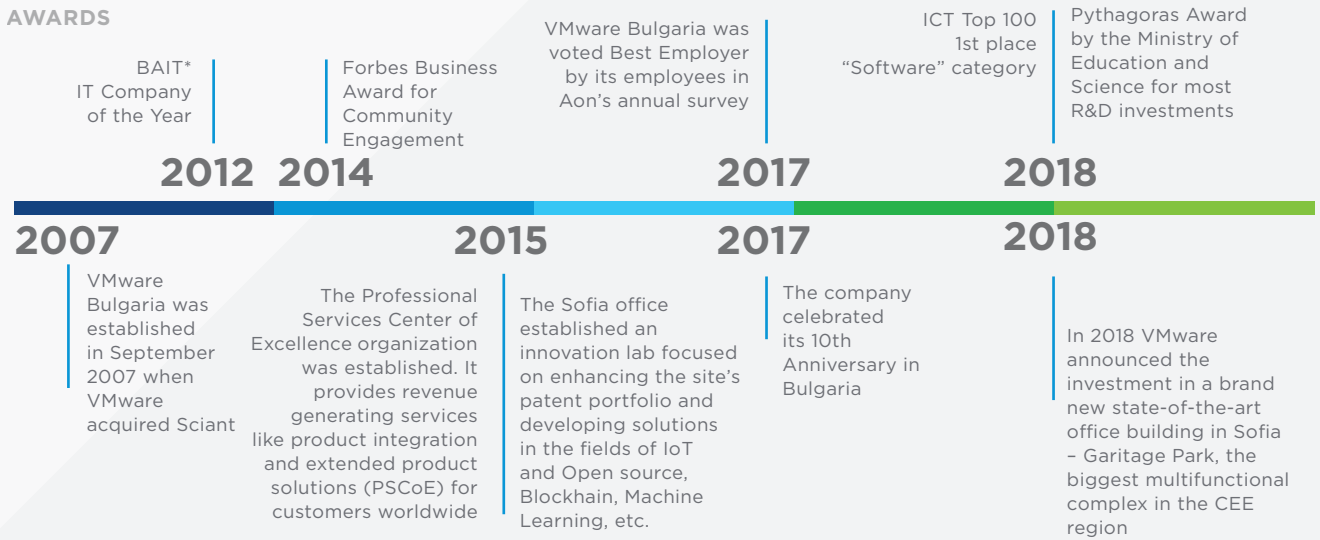 AWARDS
BAIT*
IT Company
of the Year
2012
Forbes Business
Award for
Community
Engagement
2014
VMware Bulgaria was
voted Best Employer
by its employees in
Aon’s annual survey
2017
ICT Top 100
1st place
“Software” category
Pythagoras Award
by the Ministry of
Education and
Science for most
R&D investments
2018
2007
VMware
Bulgaria was
established
in September
2007 when
VMware
acquired Sciant
2015
The Professional
Services Center of
Excellence organization
was established. It
provides revenue
generating services
like product integration
and extended product
solutions (PSCoE) for
customers worldwide
The Sofia office
established an
innovation lab focused
on enhancing the site’s
patent portfolio and
developing solutions
in the fields of IoT
and Open source,
Blockhain, Machine
Learning, etc.
2017
The company
celebrated
its 10th
Anniversary in
Bulgaria
2018
In 2018 VMware
announced the
investment in a brand
new state-of-the-art
office building in Sofia
– Garitage Park, the
biggest multifunctional
complex in the CEE
region